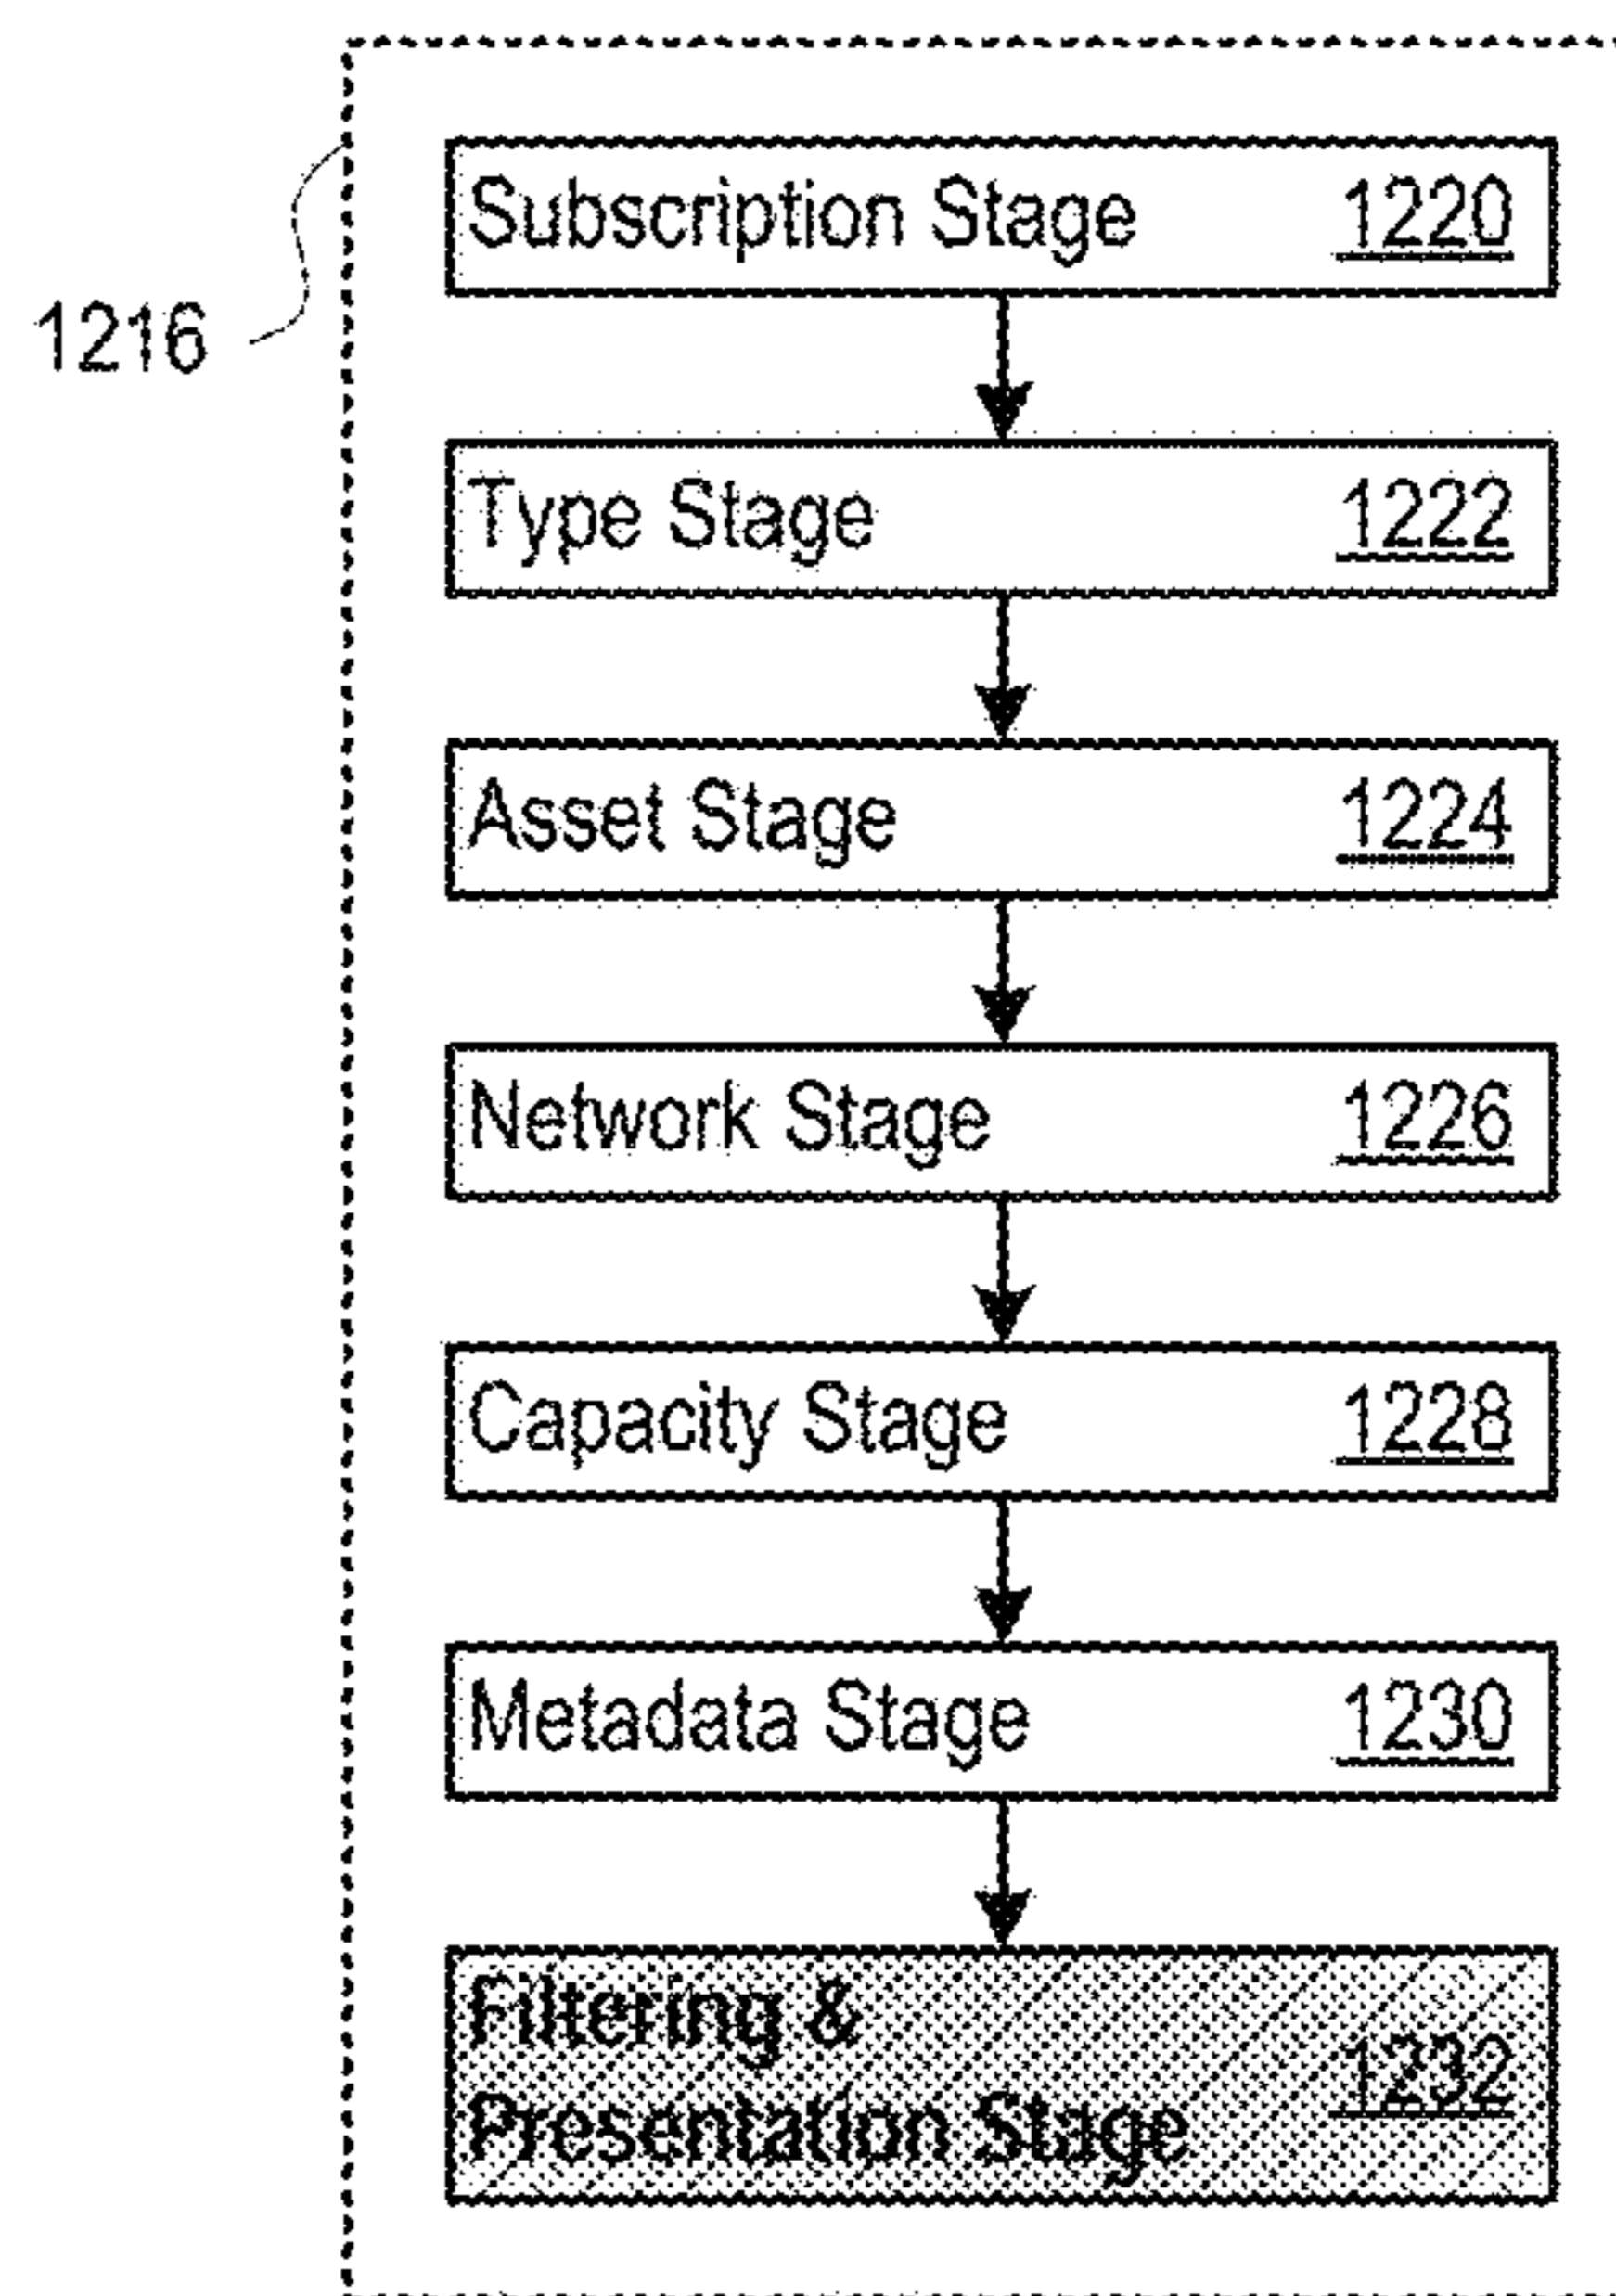 Subscription Stage 1220
1216
Type Stage 1222
Asset Stage 1224
Network Stage 1226
Capacity Stage 1228
Metadata Stage 1230
Filtering &
1232
Presentation Stage